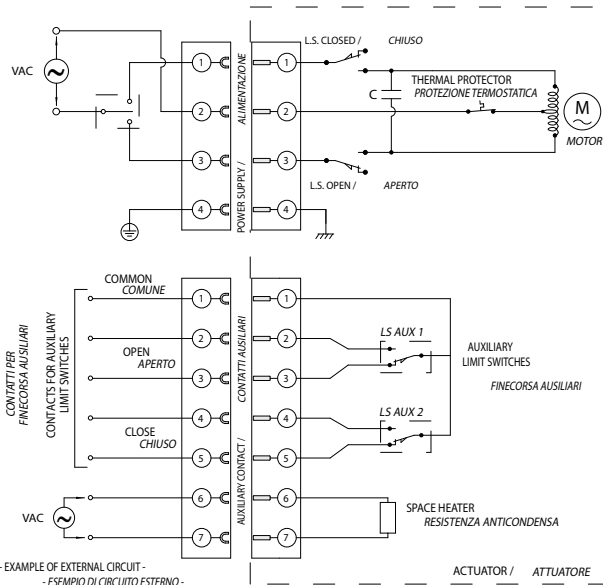 VAC
1
2
3
4
POWER SUPPLY / ALIMENTAZIONE
1
2
3
4
L.S. CLOSED / CHIUSO
C
THERMAL PROTECTOR
PROTEZIONE TERMOSTATICA
M
MOTOR
L.S. OPEN / APERTO
CONTATTI PER
FINECORSA AUSILIARI
CONTACTS FOR AUXILIARY
LIMIT SWITCHES
COMMON
COMUNE
OPEN
APERTO
CLOSE
CHIUSO
VAC
1
2
3
4
5
6
7
AUXILIARY CONTACT / CONTATTI AUSILIARI
1
2
3
4
5
6
7
LS AUX 1
LS AUX 2
AUXILIARY
LIMIT SWITCHES
FINECORSA AUSILIARI
SPACE HEATER
RESISTENZA ANTICONDENSA
- EXAMPLE OF EXTERNAL CIRCUIT -
- ESEMPIO DI CIRCUITO ESTERNO -
ACTUATOR / ATTUATORE